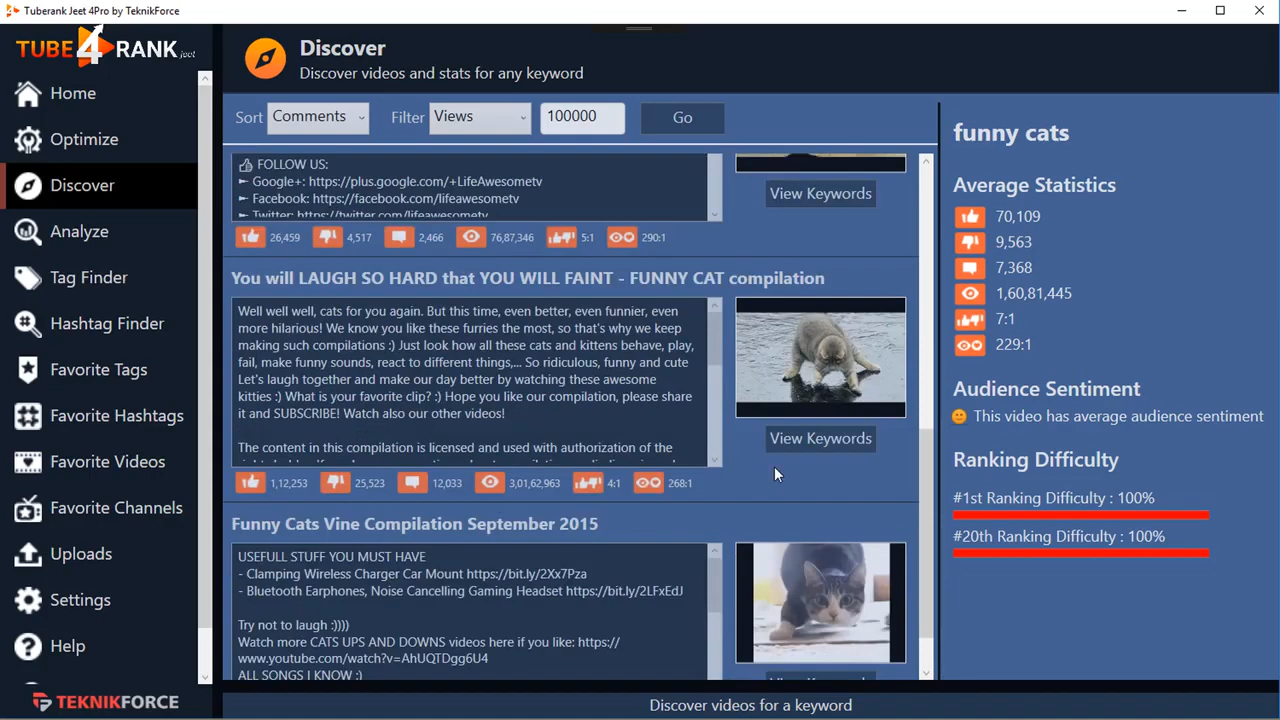 Tuberank Jeet 4Pro by TeknikForce
TUBE4RANK.jeet
Home
Optimize
Discover
Analyze
Tag Finder
Hashtag Finder
Favorite Tags
Favorite Hashtags
Favorite Videos
Favorite Channels
Uploads
Settings
Help
TEKNIKFORCE
Discover
Discover videos and stats for any keyword
Sort Comments Filter Views 100000 Go
FOLLOW US:
► Google+: https://plus.google.com/+LifeAwesometv
► Facebook: https://facebook.com/lifeawesometv
► Twitter: https://twitter.com/lifeawesometv
View Keywords
26,459 4,517 2,466 76,87,346 5:1 290:1
You will LAUGH SO HARD that YOU WILL FAINT - FUNNY CAT compilation
Well well well, cats for you again. But this time, even better, even funnier, even
more hilarious! We know you like these furries the most, so that's why we keep
making such compilations :) Just look how all these cats and kittens behave, play,
fail, make funny sounds, react to different things,... So ridiculous, funny and cute
Let's laugh together and make our day better by watching these awesome
kitties :) What is your favorite clip? :) Hope you like our compilation, please share
it and SUBSCRIBE! Watch also our other videos!
The content in this compilation is licensed and used with authorization of the
View Keywords
1,12,253 25,523 12,033 3,01,62,963 4:1 268:1
Funny Cats Vine Compilation September 2015
USEFULL STUFF YOU MUST HAVE
- Clamping Wireless Charger Car Mount https://bit.ly/2Xx7Pza
- Bluetooth Earphones, Noise Cancelling Gaming Headset https://bit.ly/2LFxEdJ
Try not to laugh :))))
Watch more CATS UPS AND DOWNS videos here if you like: https://
www.youtube.com/watch?v=AhUQTDgg6U4
ALL SONGS I KNOW :)
funny cats
Average Statistics
70,109
9,563
7,368
1,60,81,445
7:1
229:1
Audience Sentiment
This video has average audience sentiment
Ranking Difficulty
#1st Ranking Difficulty : 100%
#20th Ranking Difficulty : 100%
Discover videos for a keyword